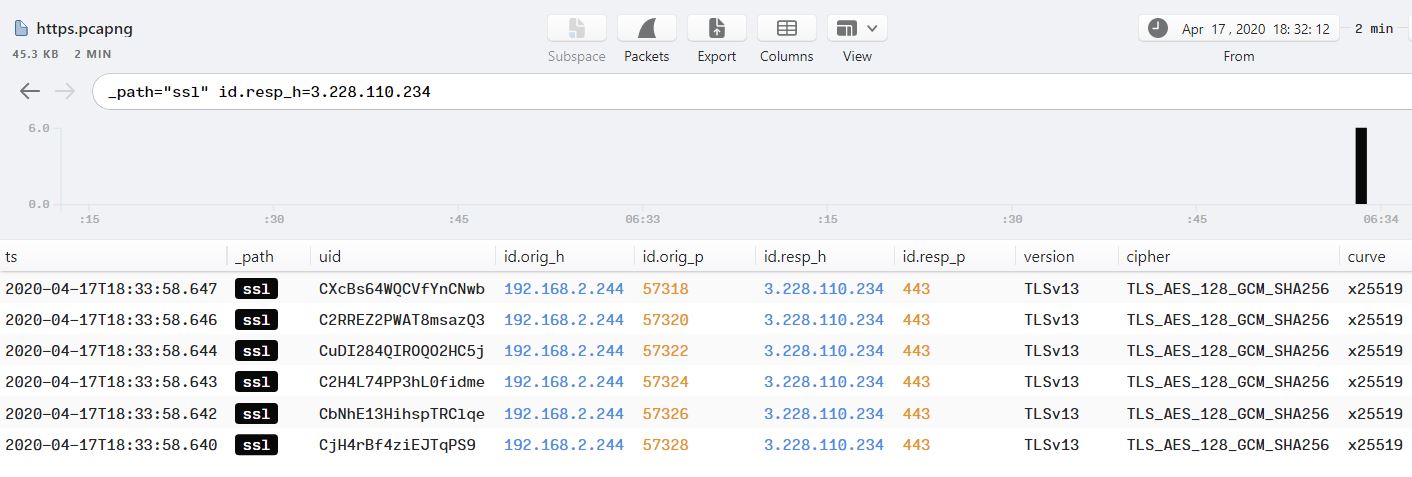 https.pcapng
45.3 KB 2 MIN
Subspace Packets Export Columns View
Apr 17 , 2020 18: 32: 12 2 min
From
_path="ssl" id.resp_h=3.228.110.234
6.0
0.0
:15 :30 :45 06:33 :15 :30 :45 06:34
ts _path uid id.orig_h id.orig_p id.resp_h id.resp_p version cipher curve
2020-04-17T18:33:58.647 ssl CXcBs64WQCVfYnCNwb 192.168.2.244 57318 3.228.110.234 443 TLSv13 TLS_AES_128_GCM_SHA256 x25519
2020-04-17T18:33:58.646 ssl C2RREZ2PWAT8msazQ3 192.168.2.244 57320 3.228.110.234 443 TLSv13 TLS_AES_128_GCM_SHA256 x25519
2020-04-17T18:33:58.644 ssl CuDI284QIROQO2HC5j 192.168.2.244 57322 3.228.110.234 443 TLSv13 TLS_AES_128_GCM_SHA256 x25519
2020-04-17T18:33:58.643 ssl C2H4L74PP3hL0fidme 192.168.2.244 57324 3.228.110.234 443 TLSv13 TLS_AES_128_GCM_SHA256 x25519
2020-04-17T18:33:58.642 ssl CbNhE13HihspTRClqe 192.168.2.244 57326 3.228.110.234 443 TLSv13 TLS_AES_128_GCM_SHA256 x25519
2020-04-17T18:33:58.640 ssl CjH4rBf4ziEJTqPS9 192.168.2.244 57328 3.228.110.234 443 TLSv13 TLS_AES_128_GCM_SHA256 x25519